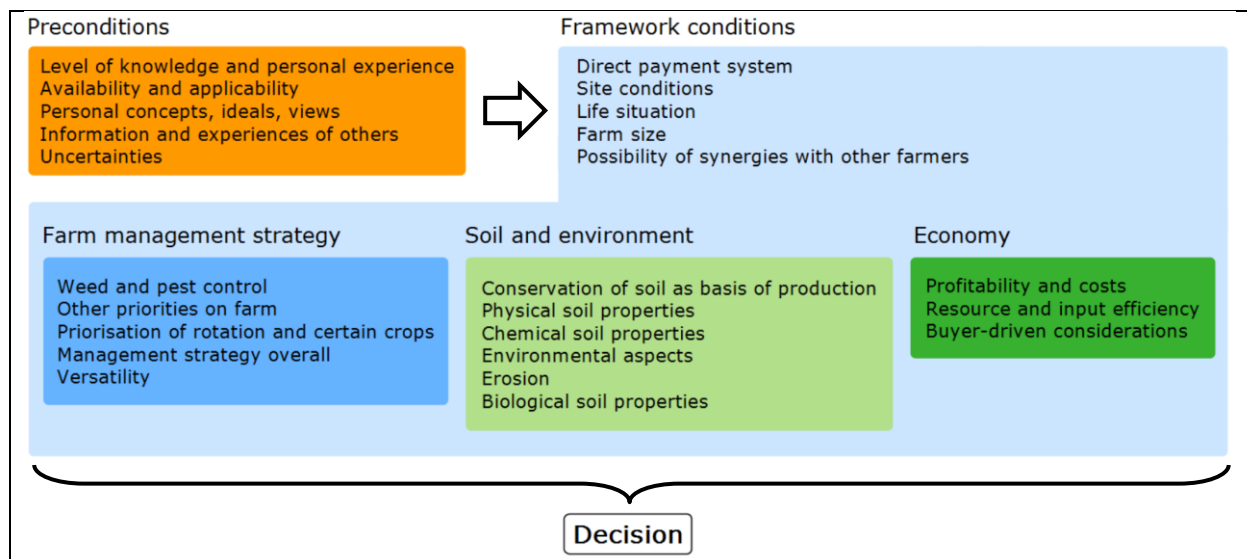 Preconditions
Level of knowledge and personal experience
Availability and applicability
Personal concepts, ideals, views
Information and experiences of others
Uncertainties
Framework conditions
Direct payment system
Site conditions
Life situation
Farm size
Possibility of synergies with other farmers
Farm management strategy
Weed and pest control
Other priorities on farm
Priorisation of rotation and certain crops
Management strategy overall
Versatility
Soil and environment
Conservation of soil as basis of production
Physical soil properties
Chemical soil properties
Environmental aspects
Erosion
Biological soil properties
Economy
Profitability and costs
Resource and input efficiency
Buyer-driven considerations
Decision